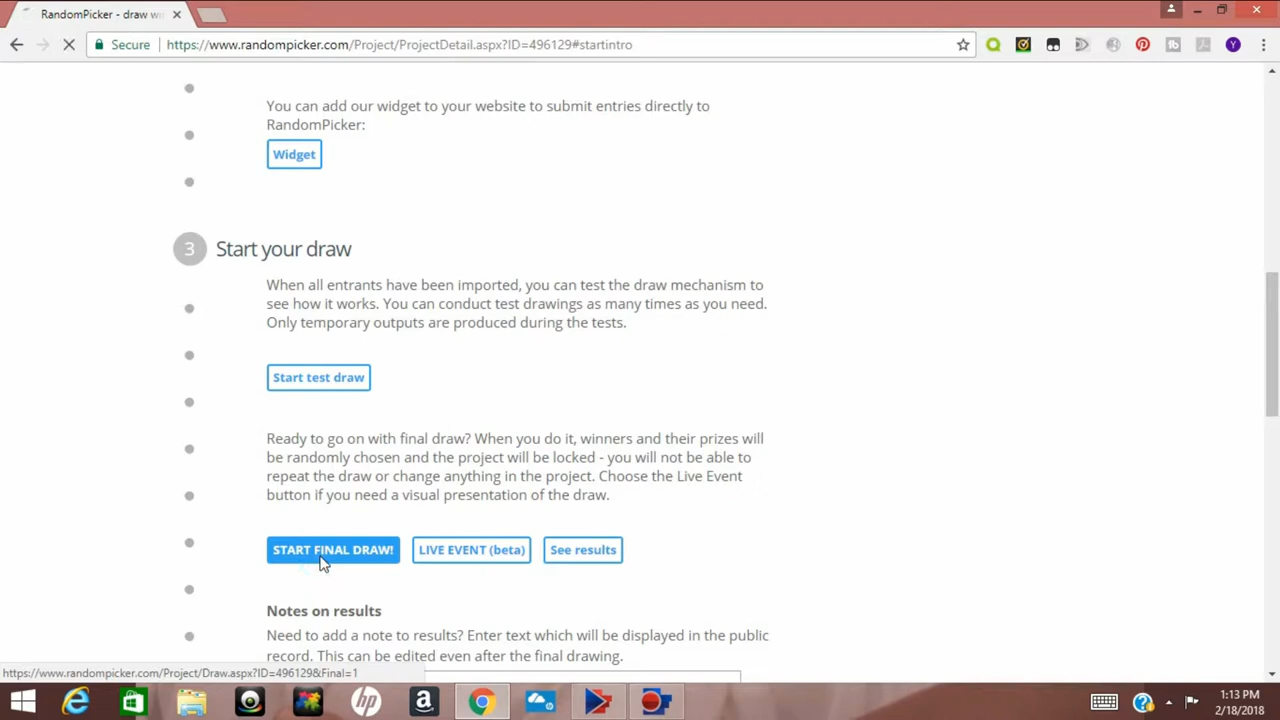 RandomPicker - draw wi
Secure https://www.randompicker.com/Project/ProjectDetail.aspx?ID=496129#startintro
You can add our widget to your website to submit entries directly to
RandomPicker:
Widget
3 Start your draw
When all entrants have been imported, you can test the draw mechanism to
see how it works. You can conduct test drawings as many times as you need.
Only temporary outputs are produced during the tests.
Start test draw
Ready to go on with final draw? When you do it, winners and their prizes will
be randomly chosen and the project will be locked - you will not be able to
repeat the draw or change anything in the project. Choose the Live Event
button if you need a visual presentation of the draw.
START FINAL DRAW! LIVE EVENT (beta) See results
Notes on results
Need to add a note to results? Enter text which will be displayed in the public
record. This can be edited even after the final drawing.
https://www.randompicker.com/Project/Draw.aspx?ID=496129&Final=1
1:13 PM
2/18/2018